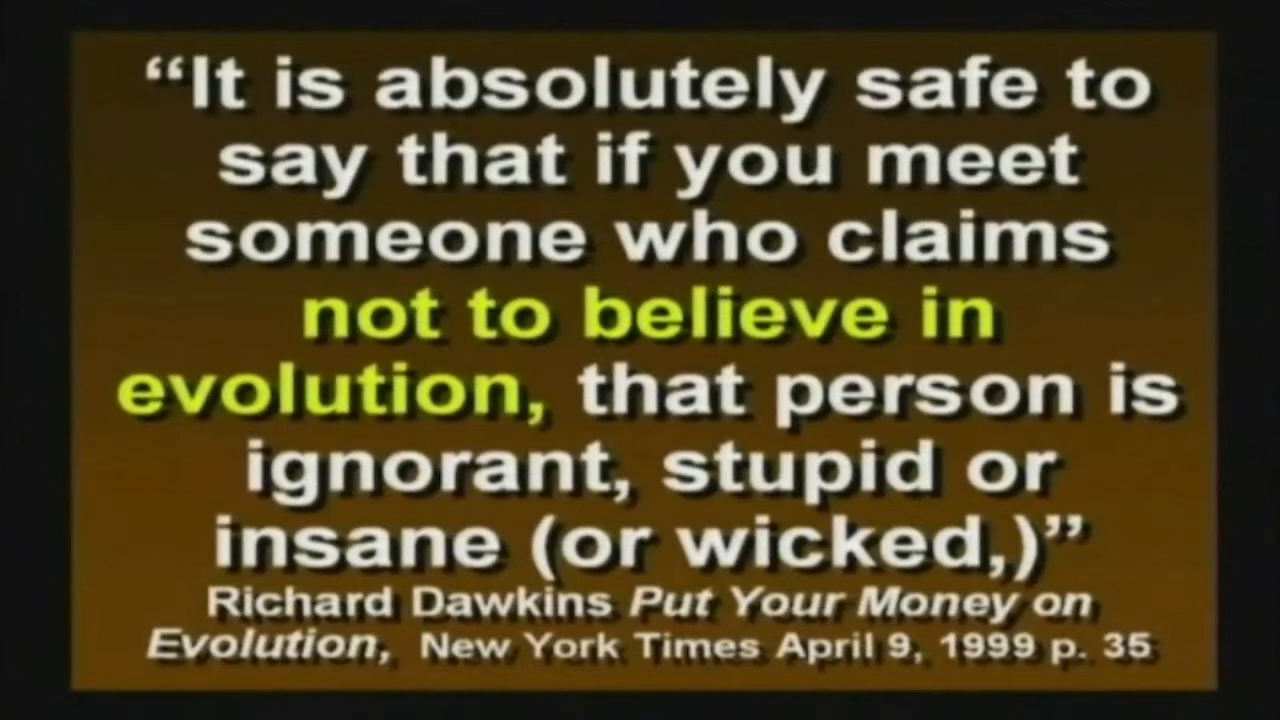 “It is absolutely safe to
say that if you meet
someone who claims
not to believe in
evolution, that person is
ignorant, stupid or
insane (or wicked,)”
Richard Dawkins Put Your Money on
Evolution, New York Times April 9, 1999 p. 35